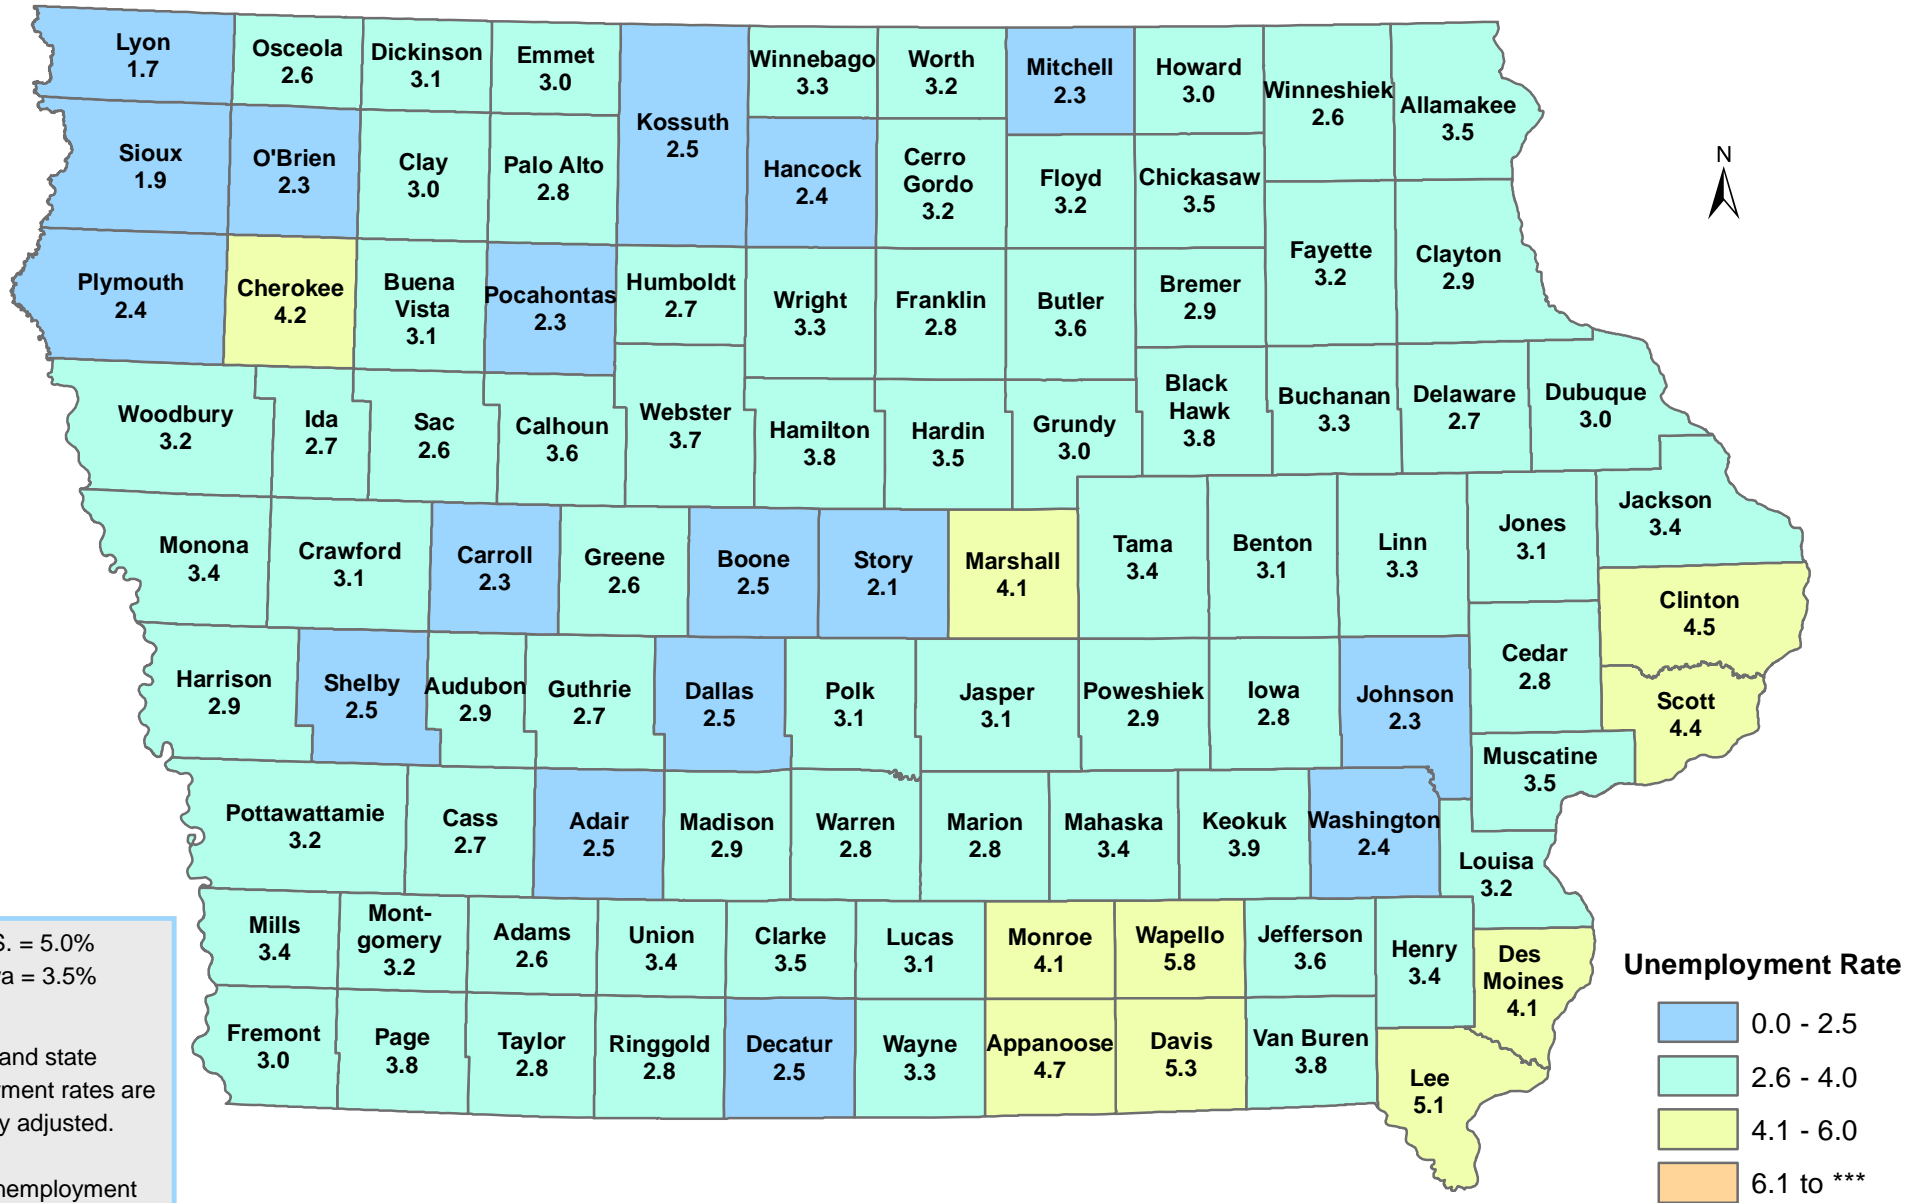 Lyon
1.7
Osceola
2.6
Dickinson
3.1
Emmet
3.0
Kossuth
2.5
Winnebago
3.3
Worth
3.2
Mitchell
2.3
Howard
3.0
Winneshiek
2.6
Allamakee
3.5
Sioux
1.9
O'Brien
2.3
Clay
3.0
Palo Alto
2.8
Hancock
2.4
Cerro
Gordo
3.2
Floyd
3.2
Chickasaw
3.5
N
Plymouth
2.4
Cherokee
4.2
Buena
Vista
3.1
Pocahontas
2.3
Humboldt
2.7
Wright
3.3
Franklin
2.8
Butler
3.6
Bremer
2.9
Fayette
3.2
Clayton
2.9
Woodbury
3.2
Ida
2.7
Sac
2.6
Calhoun
3.6
Webster
3.7
Hamilton
3.8
Hardin
3.5
Grundy
3.0
Black
Hawk
3.8
Buchanan
3.3
Delaware
2.7
Dubuque
3.0
Monona
3.4
Crawford
3.1
Carroll
2.3
Greene
2.6
Boone
2.5
Story
2.1
Marshall
4.1
Tama
3.4
Benton
3.1
Linn
3.3
Jones
3.1
Jackson
3.4
Clinton
4.5
Harrison
2.9
Shelby
2.5
Audubon
2.9
Guthrie
2.7
Dallas
2.5
Polk
3.1
Jasper
3.1
Poweshiek
2.9
Iowa
2.8
Johnson
2.3
Cedar
2.8
Scott
4.4
Muscatine
3.5
Pottawattamie
3.2
Cass
2.7
Adair
2.5
Madison
2.9
Warren
2.8
Marion
2.8
Mahaska
3.4
Keokuk
3.9
Washington
2.4
Louisa
3.2
Mills
3.4
Mont-
gomery
3.2
Adams
2.6
Union
3.4
Clarke
3.5
Lucas
3.1
Monroe
4.1
Wapello
5.8
Jefferson
3.6
Henry
3.4
Des
Moines
4.1
Fremont
3.0
Page
3.8
Taylor
2.8
Ringgold
2.8
Decatur
2.5
Wayne
3.3
Appanoose
4.7
Davis
5.3
Van Buren
3.8
Lee
5.1
S. = 5.0%
a = 3.5%
and state
ment rates are
y adjusted.
nemployment
Unemployment Rate
0.0 - 2.5
2.6 - 4.0
4.1 - 6.0
6.1 to ***